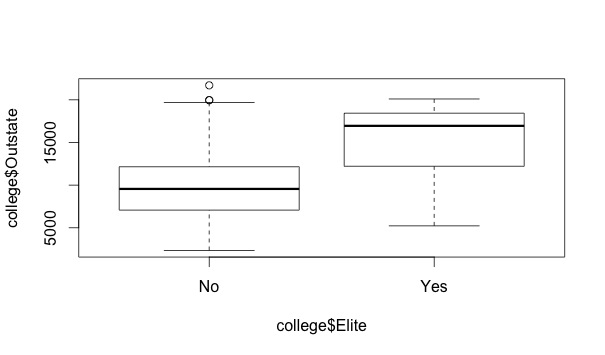 college$Outstate
15000
5000
No
Yes
college$Elite